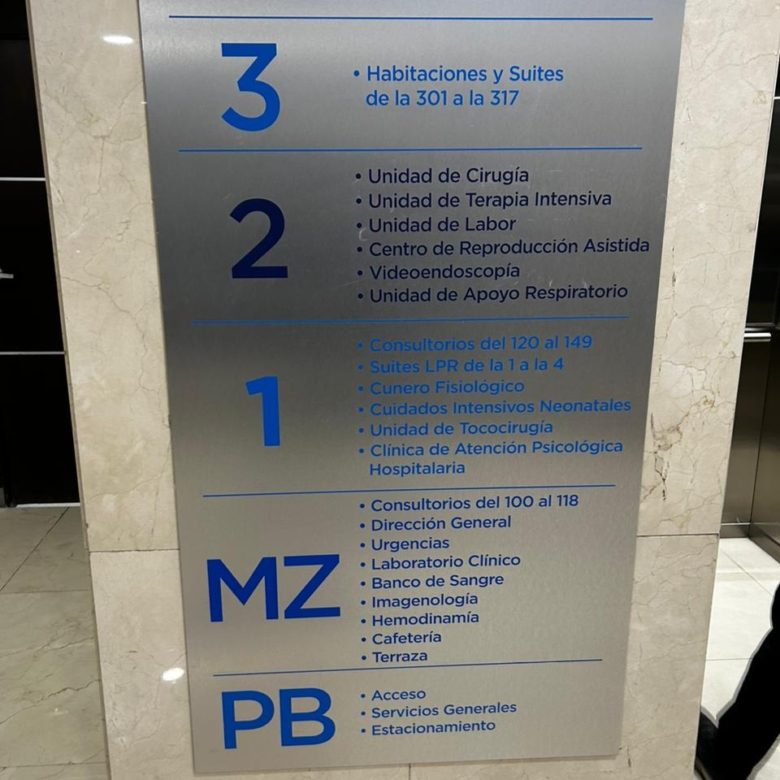 3
• Habitaciones y Suites
de la 301 a la 317
2
• Unidad de Cirugía
• Unidad de Terapia Intensiva
• Unidad de Labor
• Centro de Reproducción Asistida
• Videoendoscopía
• Unidad de Apoyo Respiratorio
1
• Consultorios del 120 al 149
• Suites LPR de la 1 a la 4
• Cunero Fisiológico
• Cuidados Intensivos Neonatales
• Unidad de Tococirugía
• Clínica de Atención Psicológica
Hospitalaria
MZ
• Consultorios del 100 al 118
• Dirección General
• Urgencias
• Laboratorio Clínico
• Banco de Sangre
• Imagenología
• Hemodinamía
• Cafetería
• Terraza
PB
• Acceso
• Servicios Generales
• Estacionamiento